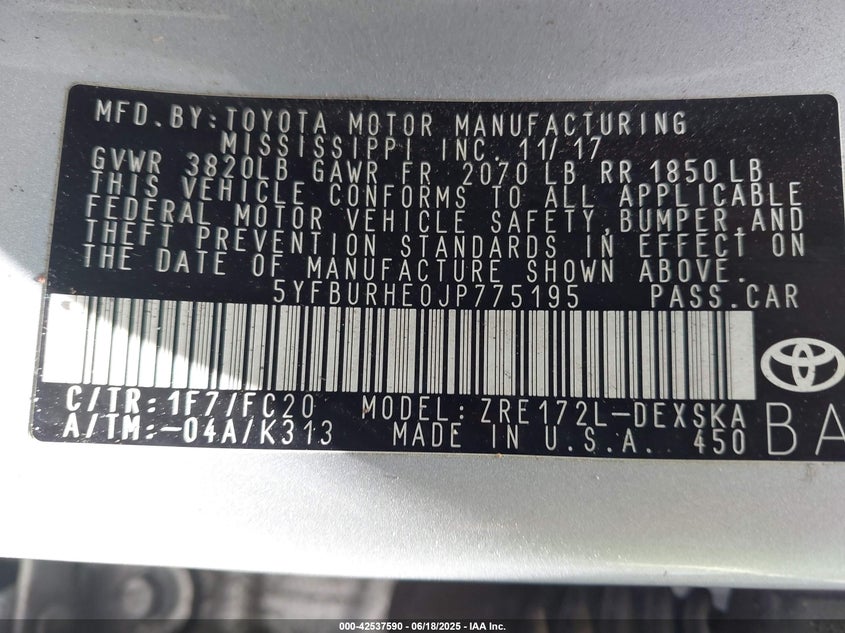 MFD.BY:TOYOTA MOTOR MANUFACTURING
MISSISSIPPI INC. 11/17
GVWR 3820LB GAWR FR 2070 LB RR 1850 LB
THIS VEHICLE CONFORMS TO ALL APPLICABLE
FEDERAL MOTOR VEHICLE SAFETY,BUMPER,AND
THEFT PREVENTION STANDARDS IN EFFECT ON
THE DATE OF MANUFACTURE SHOWN ABOVE.
5YFBURHE0JP775195 PASS.CAR
C/TR:1F7/FC20 MODEL: ZRE172L-DEXSKA
A/TM:-04A/K313 MADE IN U.S.A. 450
BA
000-42537590 - 06/18/2025 - IAA Inc.